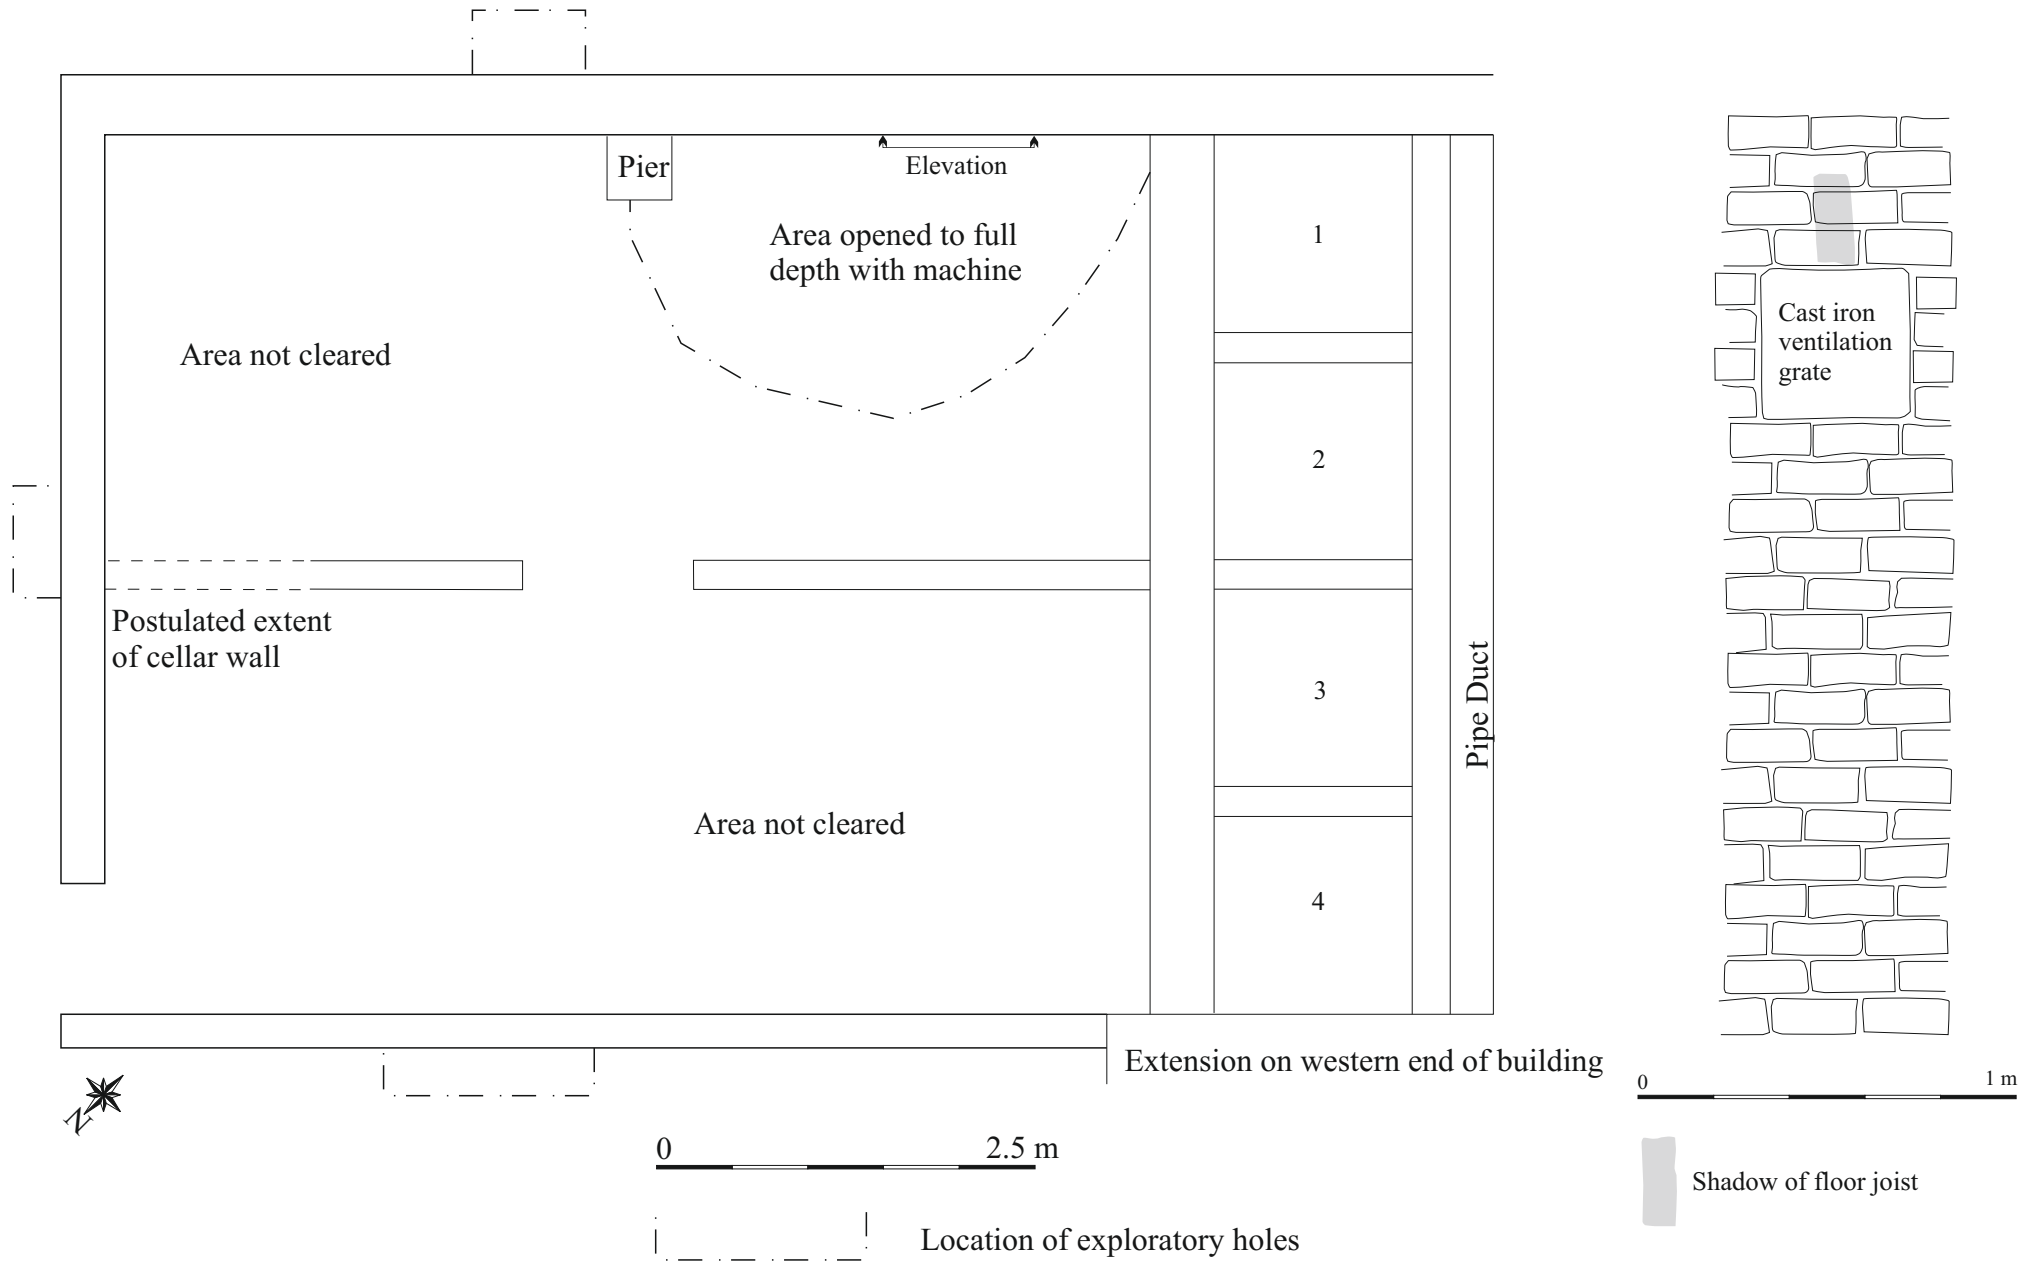 Pier
Elevation
Area opened to full
depth with machine
1
Area not cleared
2
Postulated extent
of cellar wall
3
Pipe Duct
Area not cleared
4
Extension on western end of building
N
0 2.5 m
Location of exploratory holes
Cast iron
ventilation
grate
0 1 m
Shadow of floor joist